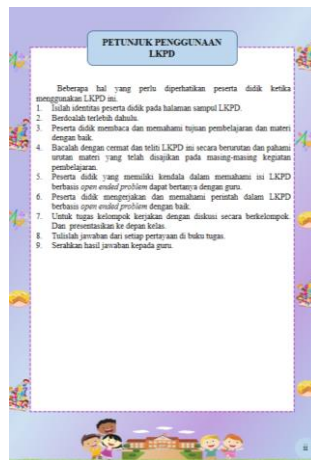 PETUNJUK PENGGUNAAN
LKPD
Beberapa hal yang perlu diperhatikan peserta didik ketika
menggunakan LKPD ini.
1. Isilah identitas peserta didik pada halaman sampul LKPD.
2. Berdoalah terlebih dahulu.
3. Peserta didik membaca dan memahami tujuan pembelajaran dan materi
dengan baik.
4. Bacalah dengan cermat dan teliti LKPD ini secara berurutan dan pahami
urutan materi yang telah disajikan pada masing-masing kegiatan
pembelajaran.
5. Peserta didik yang memiliki kendala dalam memahami isi LKPD
berbasis open ended problem dapat bertanya dengan guru.
6. Peserta didik mengerjakan dan memahami perintah dalam LKPD
berbasis open ended problem dengan baik.
7. Untuk tugas kelompok kerjakan dengan diskusi secara berkelompok.
Dan presentasikan ke depan kelas.
8. Tulislah jawaban dari setiap pertayaan di buku tugas.
9. Serahkan hasil jawaban kepada guru.
ii